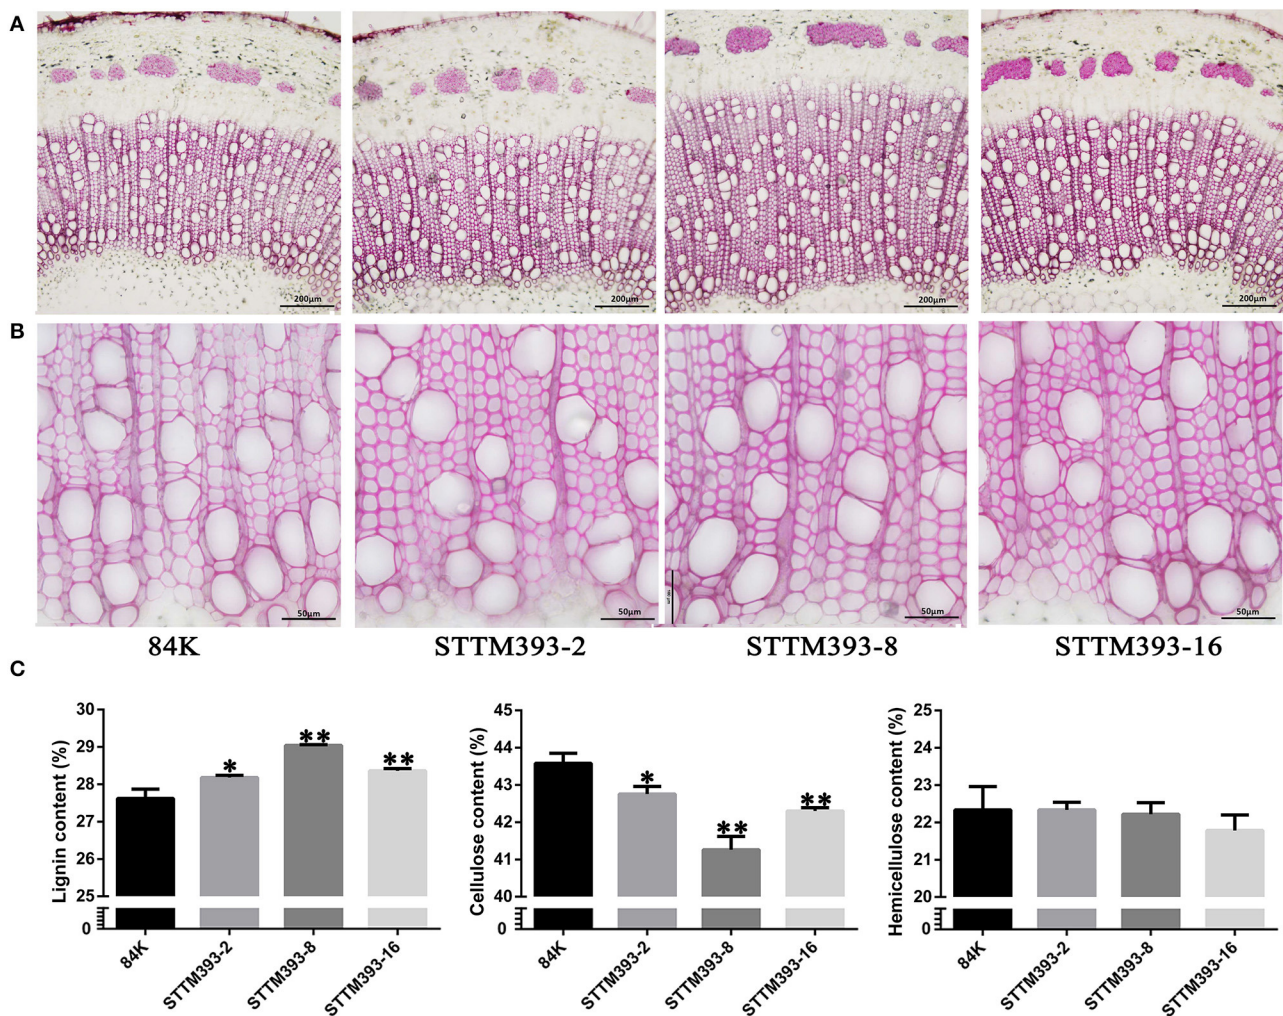 A
200μm
200μm
200μm
200μm
B
50μm
50μm
50μm
50μm
84K
STTM393-2
STTM393-8
STTM393-16
C
Lignin content (%)
30
29
28
27
26
25
0
*
**
**
84K
STTM393-2
STTM393-8
STTM393-16
Cellulose content (%)
45
44
43
42
41
40
0
*
**
**
84K
STTM393-2
STTM393-8
STTM393-16
Hemicellulose content (%)
25
24
23
22
21
20
0
84K
STTM393-2
STTM393-8
STTM393-16